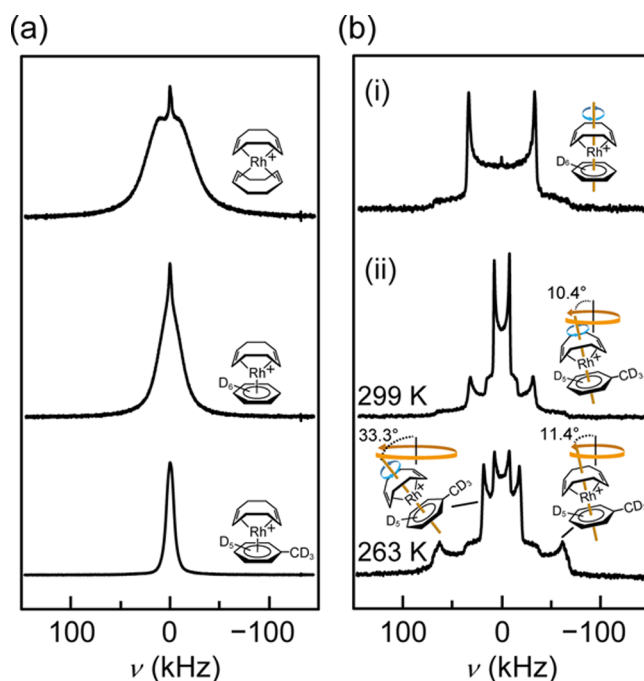 (a)
(b)
Rh+
D6
Rh+
D5
CD3
Rh+
100
0
−100
ν (kHz)
(i)
D6
Rh+
(ii)
10.4°
Rh+
D5
CD3
299 K
33.3°
Rh+
D5
CD3
11.4°
Rh+
D5
263 K
100
0
−100
ν (kHz)